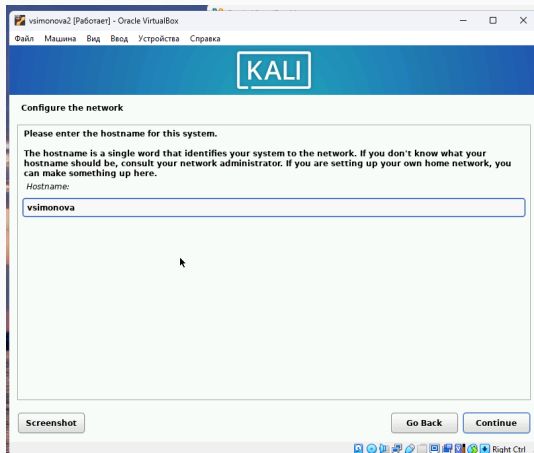 vsimonova2 [Работает] - Oracle VirtualBox
Файл Машина Вид Ввод Устройства Справка
KALI
Configure the network
Please enter the hostname for this system.
The hostname is a single word that identifies your system to the network. If you don't know what your
hostname should be, consult your network administrator. If you are setting up your own home network, you
can make something up here.
Hostname:
vsimonova
Screenshot Go Back Continue
Right Ctrl